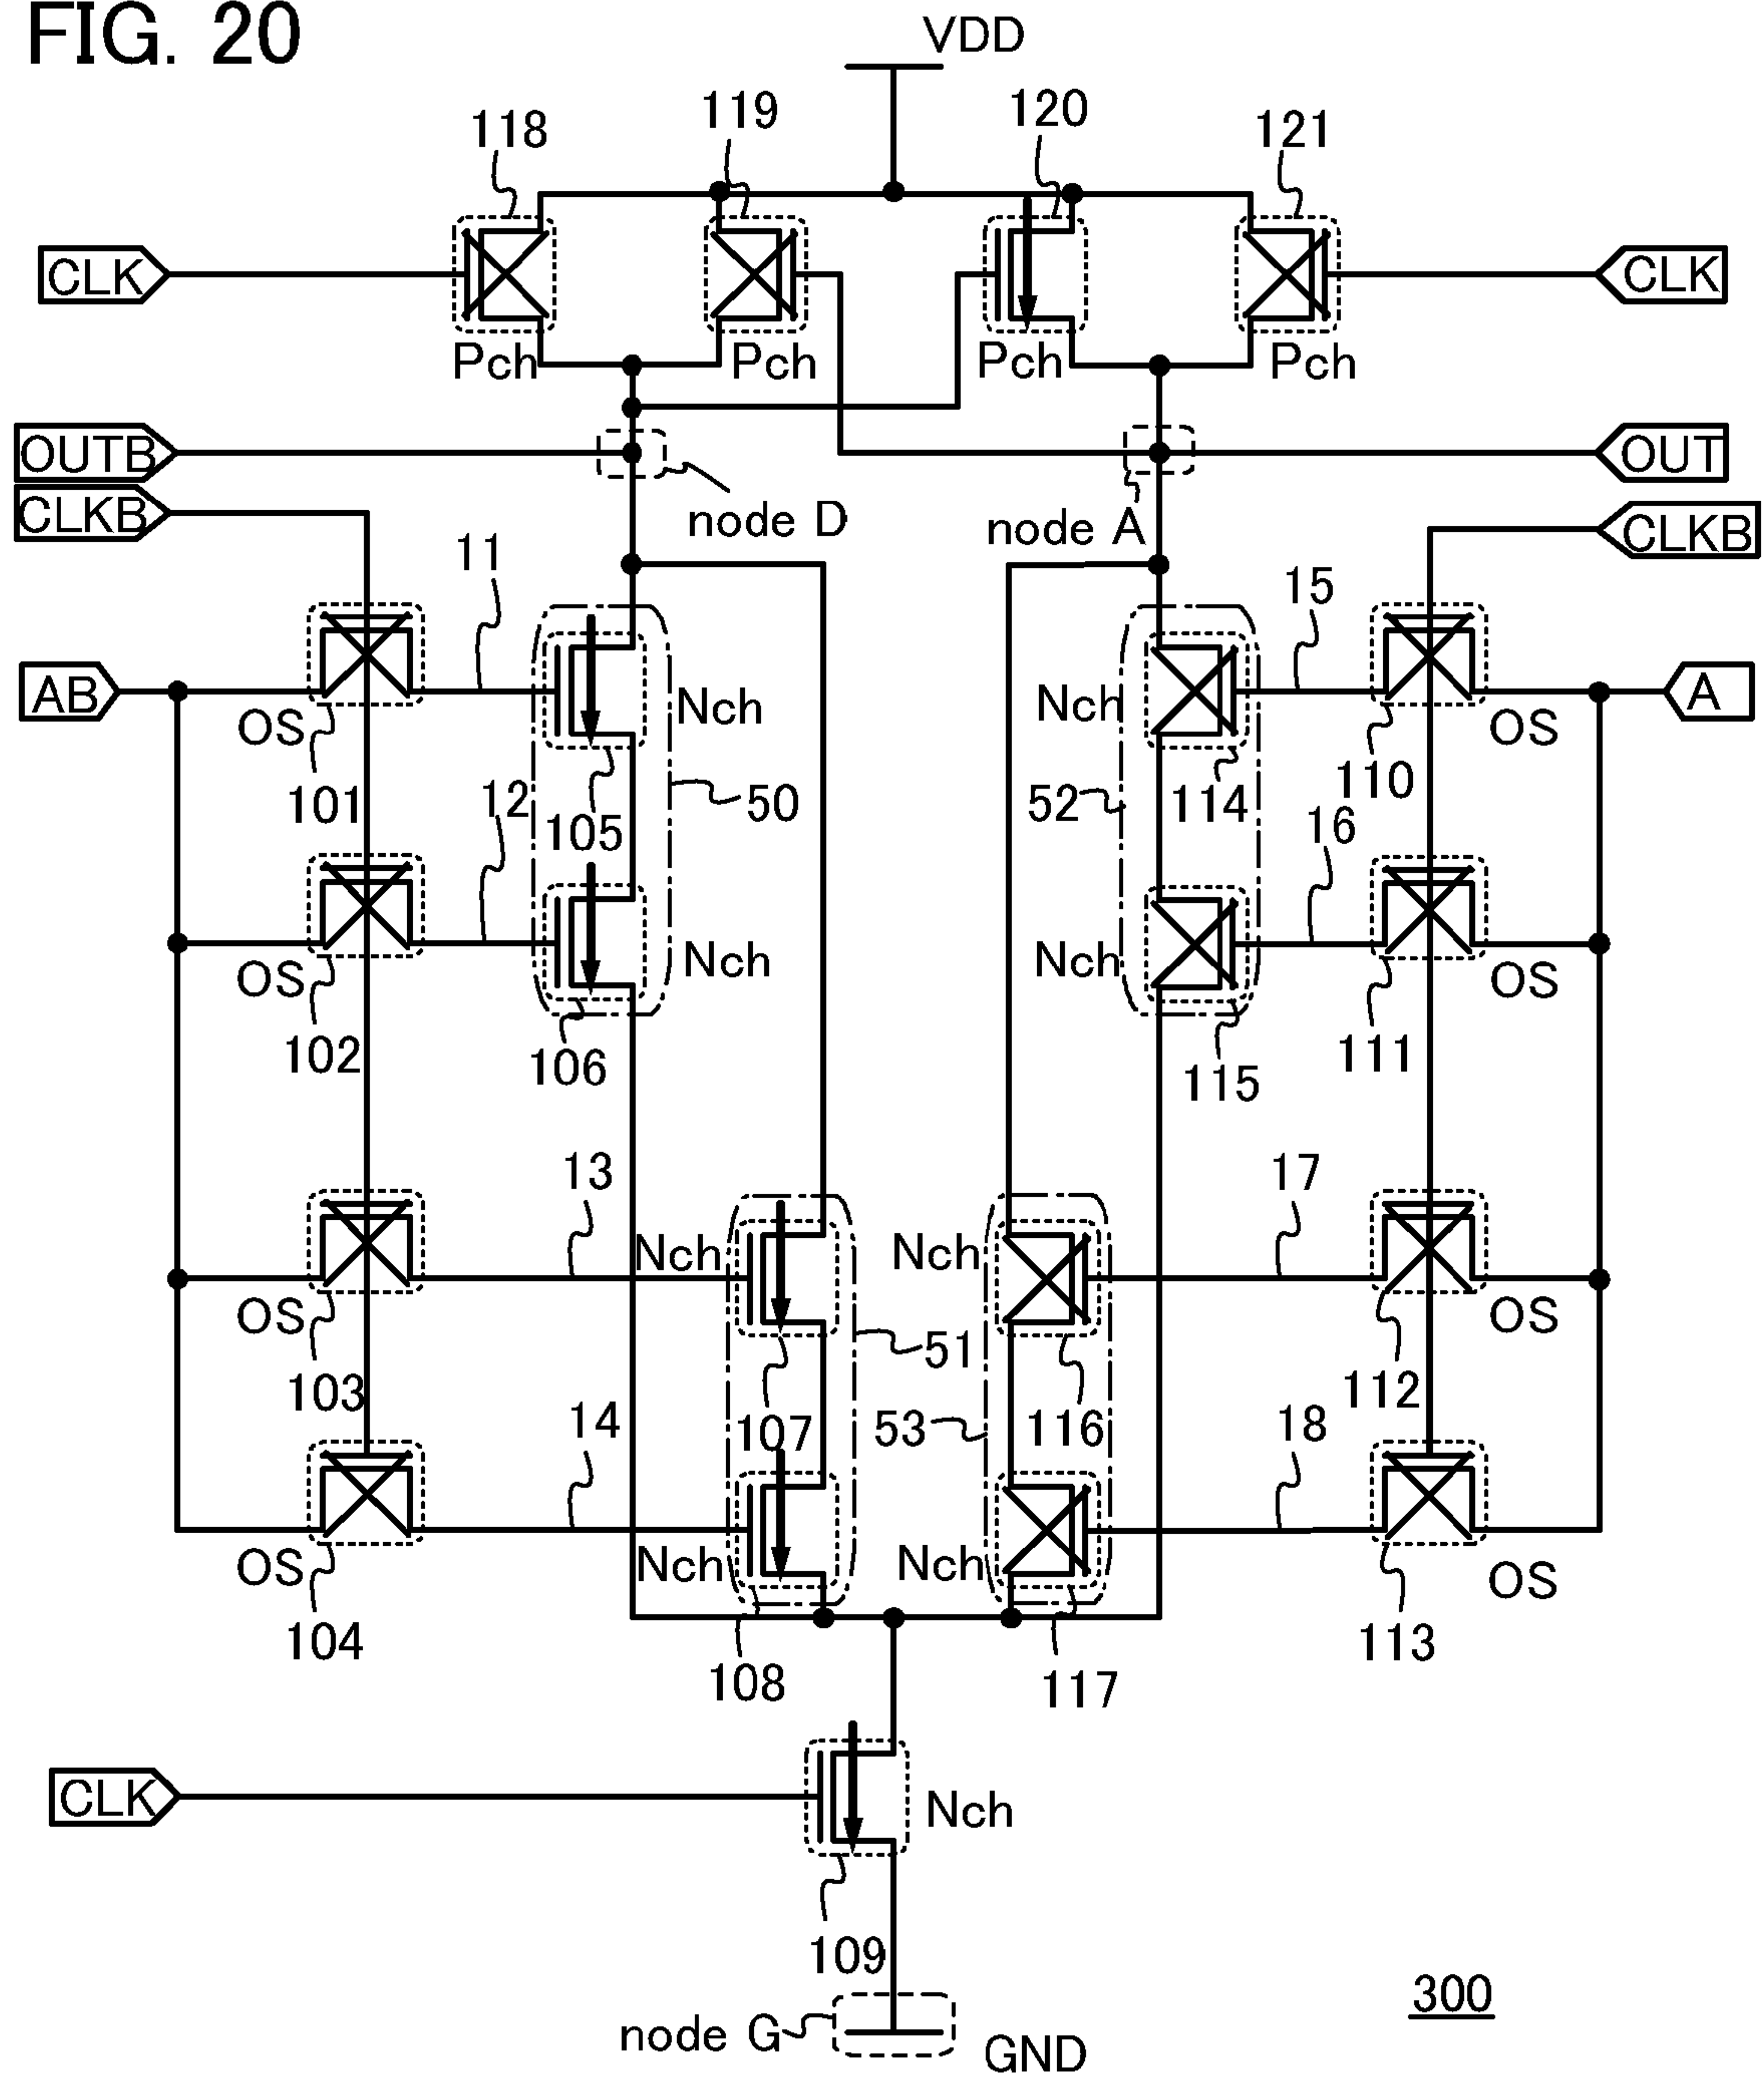 FIG. 20
VDD
118
119
120
121
CLK
CLK
Pch
Pch
Pch
Pch
OUTB
OUT
CLKB
node D
node A
CLKB
11
15
AB
Nch
Nch
A
OS
OS
101
12
105
50
52
114
110
16
Nch
Nch
OS
OS
102
106
115
111
13
17
Nch
Nch
OS
OS
51
103
14
107
53
116
112
18
Nch
Nch
OS
OS
104
108
117
113
CLK
Nch
109
300
node G
GND